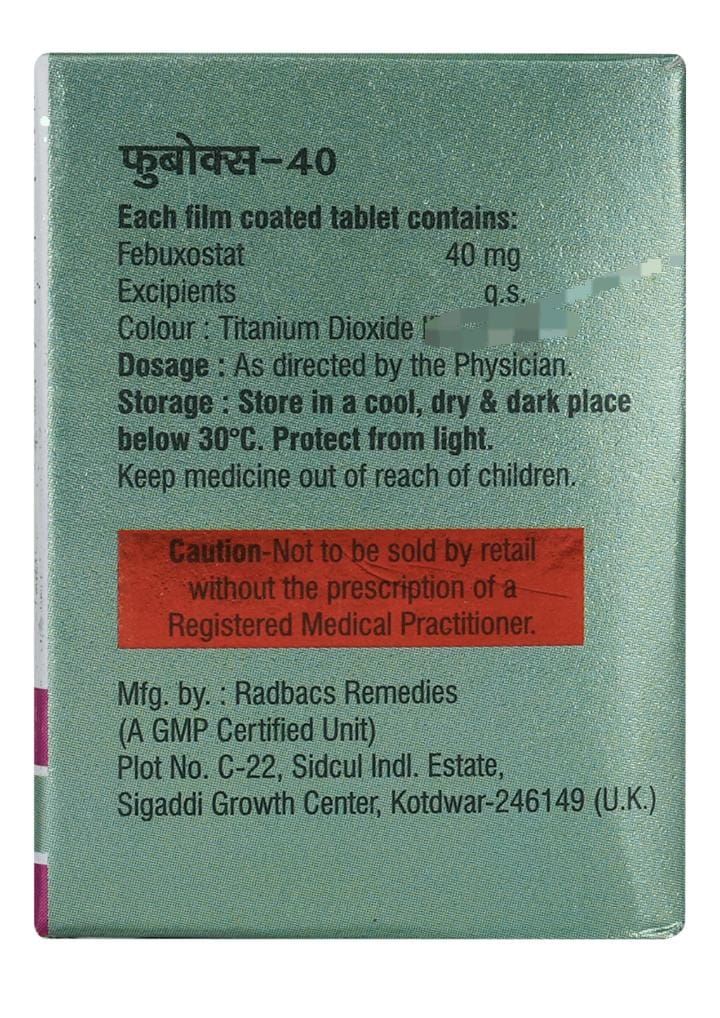 फुबोक्स-40
Each film coated tablet contains:
Febuxostat 40 mg
Excipients q.s.
Colour : Titanium Dioxide
Dosage : As directed by the Physician.
Storage : Store in a cool, dry & dark place
below 30°C. Protect from light.
Keep medicine out of reach of children.
Caution-Not to be sold by retail
without the prescription of a
Registered Medical Practitioner.
Mfg. by. : Radbacs Remedies
(A GMP Certified Unit)
Plot No. C-22, Sidcul Indl. Estate,
Sigaddi Growth Center, Kotdwar-246149 (U.K.)